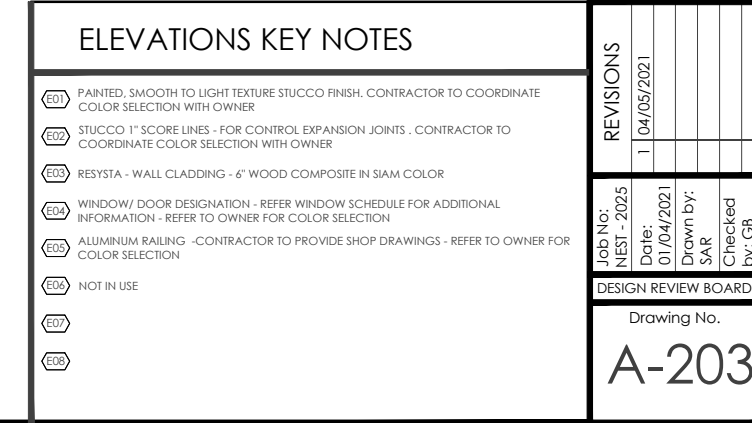 ELEVATIONS KEY NOTES
E01 PAINTED, SMOOTH TO LIGHT TEXTURE STUCCO FINISH. CONTRACTOR TO COORDINATE
COLOR SELECTION WITH OWNER
E02 STUCCO 1" SCORE LINES - FOR CONTROL EXPANSION JOINTS . CONTRACTOR TO
COORDINATE COLOR SELECTION WITH OWNER
E03 RESYSTA - WALL CLADDING - 6" WOOD COMPOSITE IN SIAM COLOR
E04 WINDOW/ DOOR DESIGNATION - REFER WINDOW SCHEDULE FOR ADDITIONAL
INFORMATION - REFER TO OWNER FOR COLOR SELECTION
E05 ALUMINUM RAILING -CONTRACTOR TO PROVIDE SHOP DRAWINGS - REFER TO OWNER FOR
COLOR SELECTION
E06 NOT IN USE
E07
E08
REVISIONS
1 04/05/2021
Job No:
NEST - 2025
Date:
01/04/2021
Drawn by:
SAR
Checked
by: GB
DESIGN REVIEW BOARD
Drawing No.
A-203